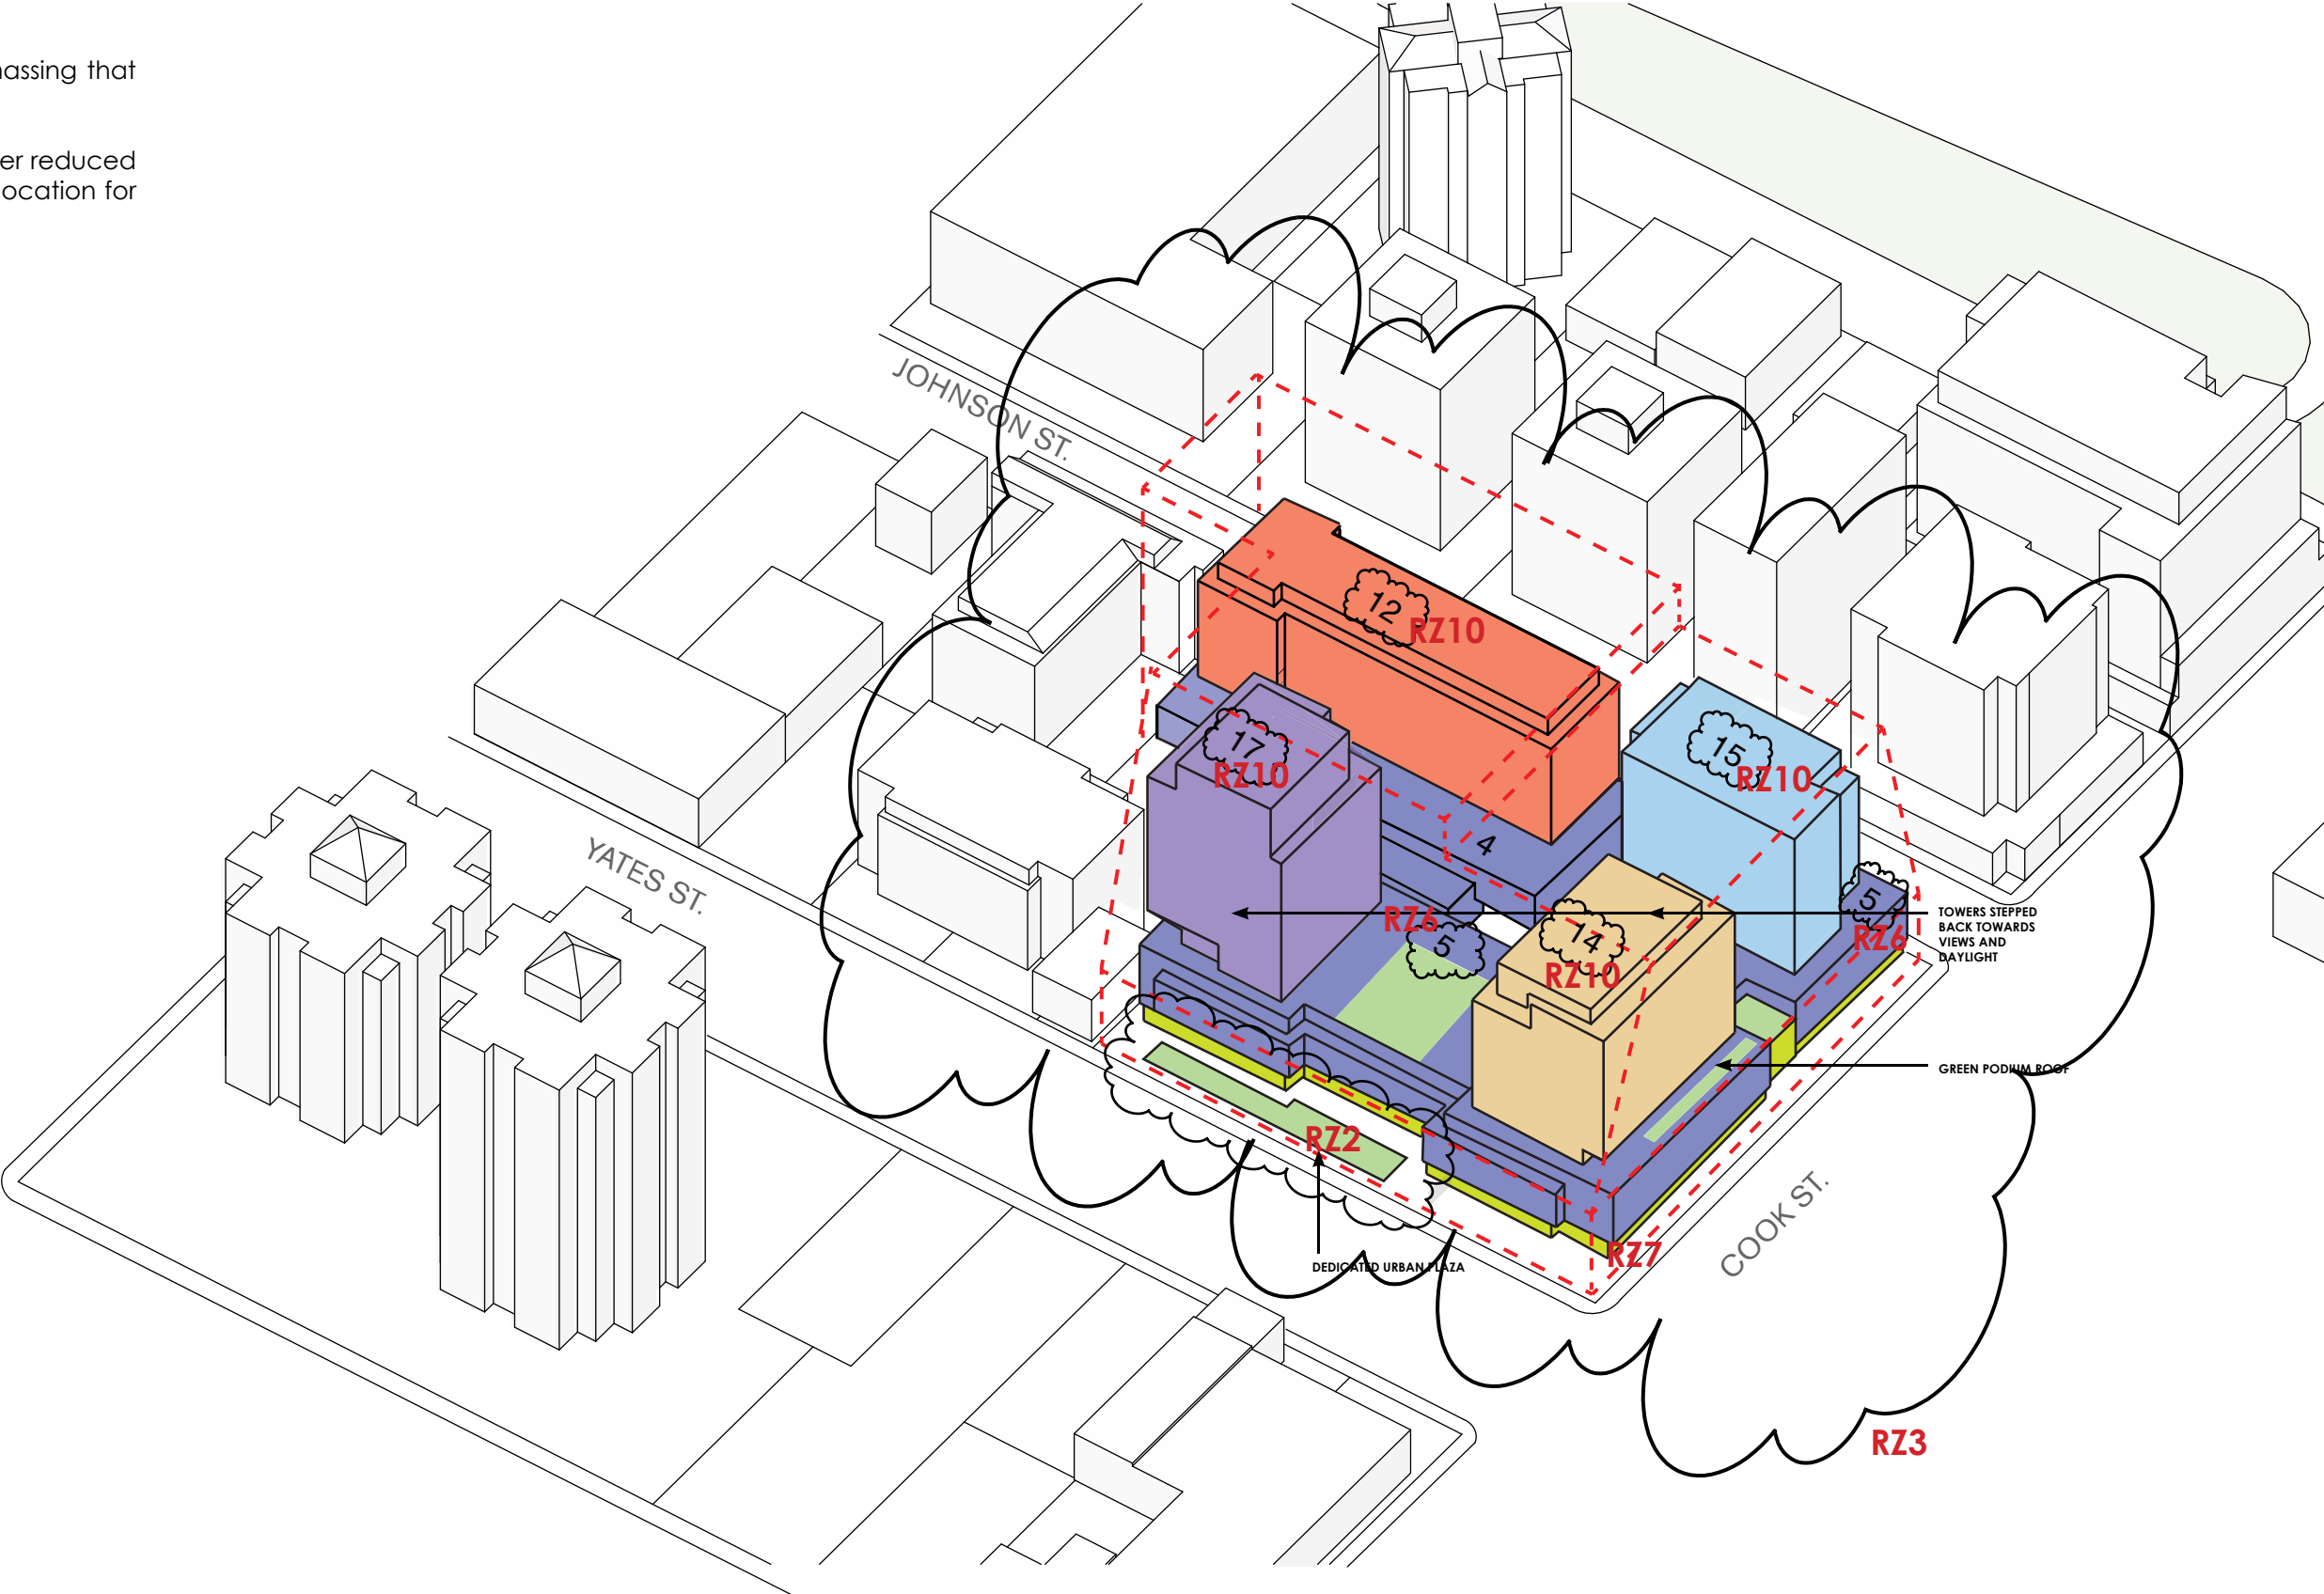 massing that
er reduced
location for
JOHNSON ST.
12
RZ10
17
RZ10
15
RZ10
4
5
RZ6
5
14
RZ10
RZ6
TOWERS STEPPED
BACK TOWARDS
VIEWS AND
DAYLIGHT
YATES ST.
GREEN PODIUM ROOF
RZ2
DEDICATED URBAN PLAZA
RZ7
COOK ST.
RZ3